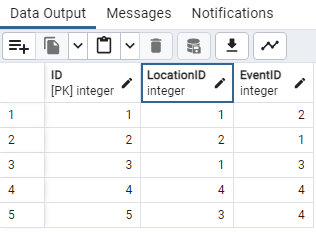 Data Output Messages Notifications
ID LocationID EventID
[PK] integer integer integer
1 1 1 2
2 2 2 1
3 3 1 3
4 4 4 4
5 5 3 4